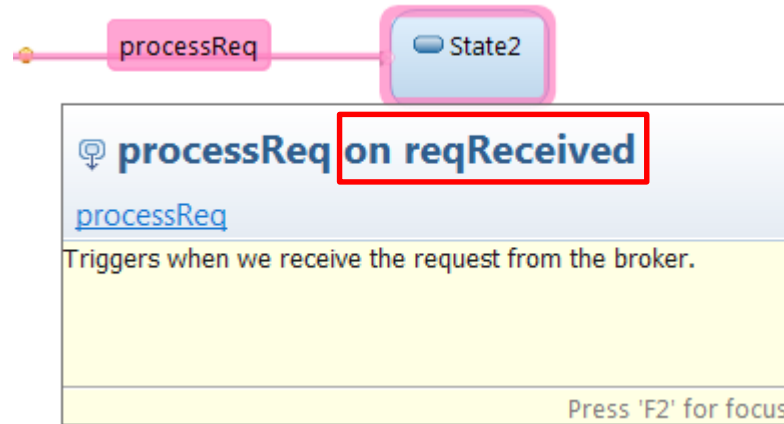 processReq
State2
processReq on reqReceived
processReq
Triggers when we receive the request from the broker.
Press 'F2' for focus